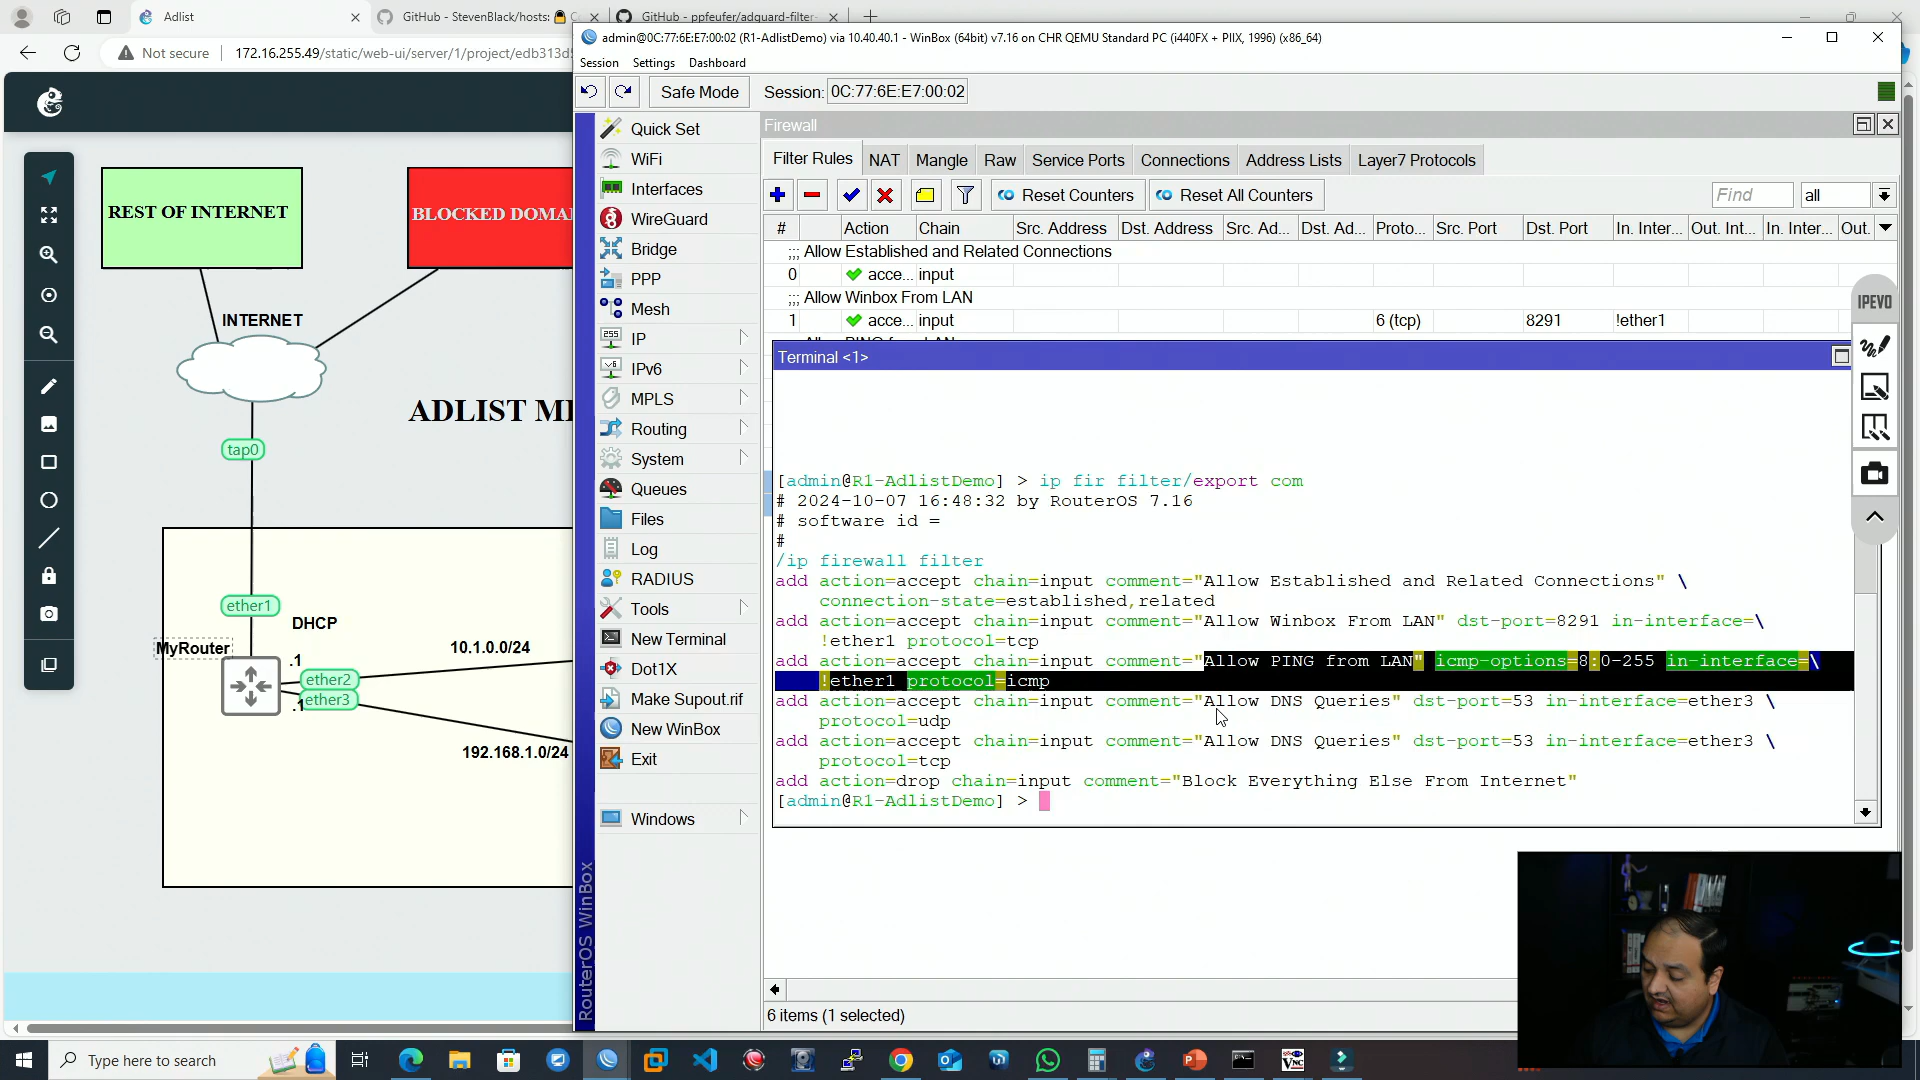 Adlist
GitHub - StevenBlack/hosts:
GitHub - ppfeufer/adguard-filter-
Not secure
172.16.255.49/static/web-ui/server/1/project/edb313d5
admin@0C:77:6E:E7:00:02 (R1-AdlistDemo) via 10.40.40.1 - WinBox (64bit) v7.16 on CHR QEMU Standard PC (i440FX + PIIX, 1996) (x86_64)
Session Settings Dashboard
Safe Mode Session: 0C:77:6E:E7:00:02
RouterOS WinBox
Quick Set
WiFi
Interfaces
WireGuard
Bridge
PPP
Mesh
IP
IPv6
MPLS
Routing
System
Queues
Files
Log
RADIUS
Tools
New Terminal
Dot1X
Make Supout.rif
New WinBox
Exit
Windows
Firewall
Filter Rules NAT Mangle Raw Service Ports Connections Address Lists Layer7 Protocols
Reset Counters Reset All Counters Find all
# Action Chain Src. Address Dst. Address Src. Ad... Dst. Ad... Proto... Src. Port Dst. Port In. Inter... Out. Int... In. Inter... Out.
;;; Allow Established and Related Connections
0 acce... input
;;; Allow Winbox From LAN
1 acce... input 6 (tcp) 8291 !ether1
Terminal <1>
[admin@R1-AdlistDemo] > ip fir filter/export com
# 2024-10-07 16:48:32 by RouterOS 7.16
# software id =
#
/ip firewall filter
add action=accept chain=input comment="Allow Established and Related Connections" \
connection-state=established,related
add action=accept chain=input comment="Allow Winbox From LAN" dst-port=8291 in-interface=\
!ether1 protocol=tcp
add action=accept chain=input comment="Allow PING from LAN" icmp-options=8:0-255 in-interface=\
!ether1 protocol=icmp
add action=accept chain=input comment="Allow DNS Queries" dst-port=53 in-interface=ether3 \
protocol=udp
add action=accept chain=input comment="Allow DNS Queries" dst-port=53 in-interface=ether3 \
protocol=tcp
add action=drop chain=input comment="Block Everything Else From Internet"
[admin@R1-AdlistDemo] >
6 items (1 selected)
IPEVO
REST OF INTERNET
BLOCKED DOMA
INTERNET
ADLIST M
tap0
ether1
DHCP
MyRouter
.1
10.1.0.0/24
ether2
ether3
.1
192.168.1.0/24
Type here to search